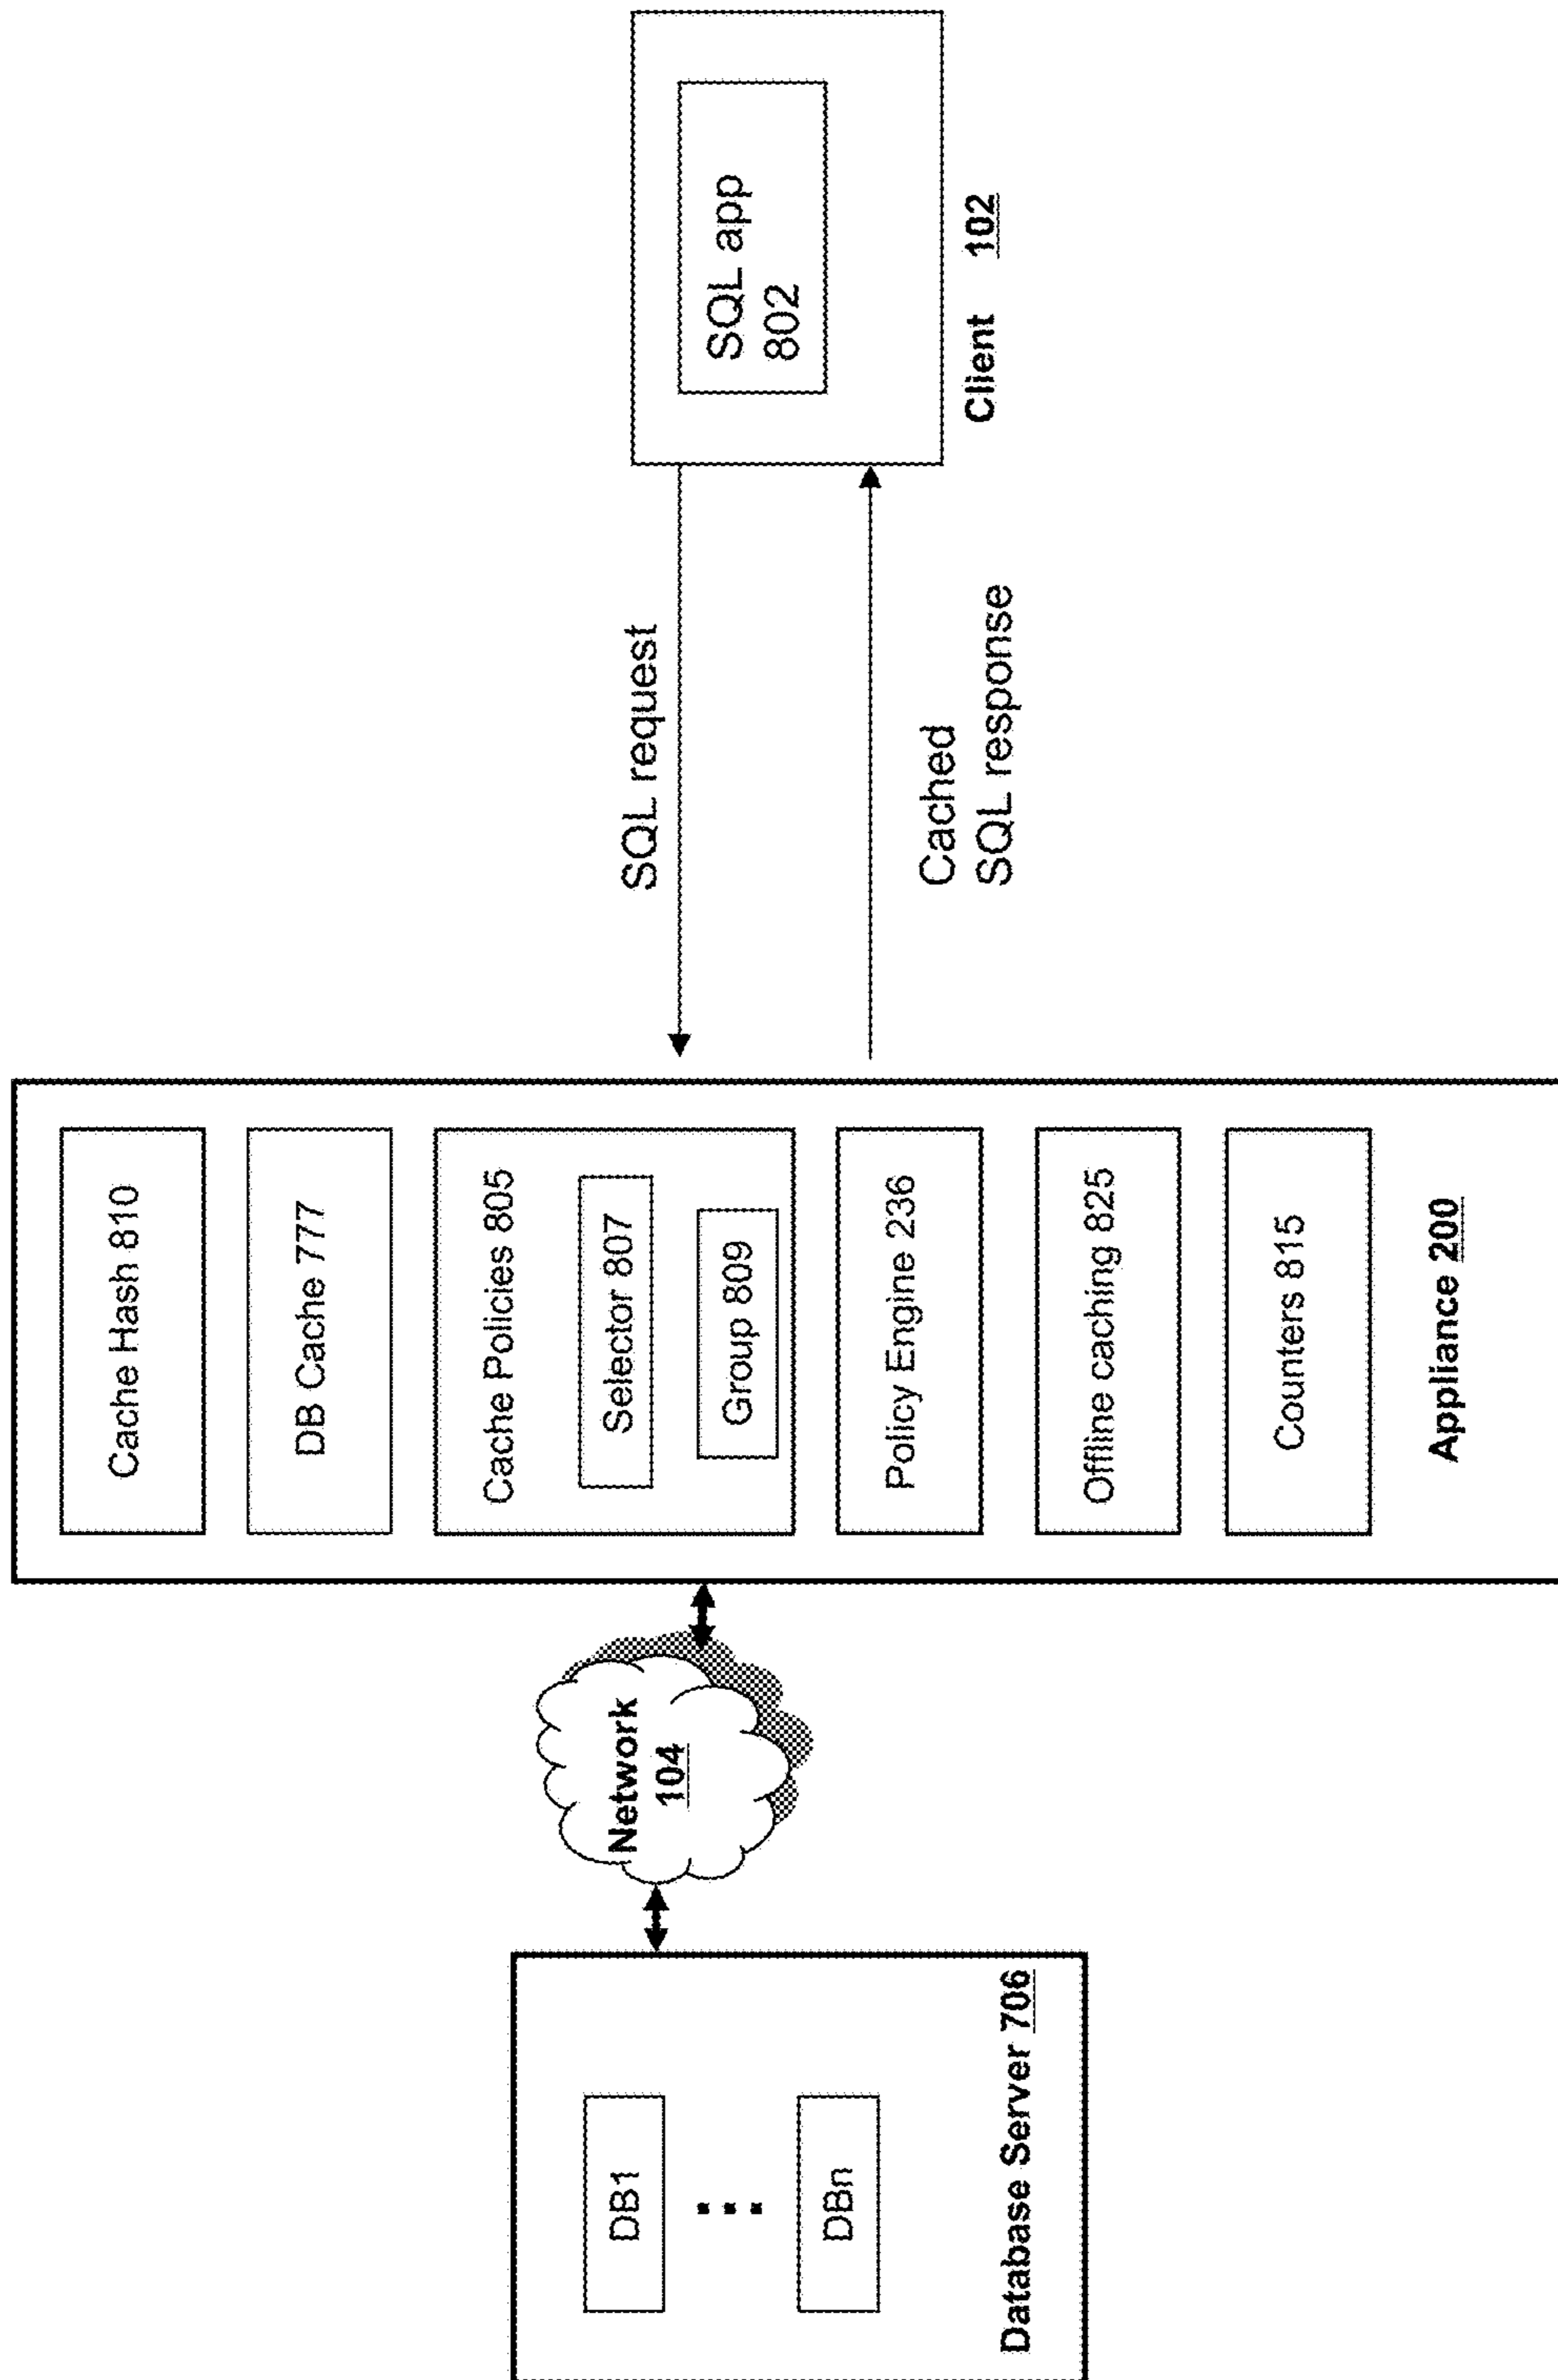 SQL app
802
Client 102
SQL request
Cached
SQL response
Cache Hash 810
DB Cache 777
Cache Policies 805
Selector 807
Group 809
Policy Engine 236
Offline caching 825
Counters 815
Appliance 200
Network
104
DB1
DBn
Database Server 706